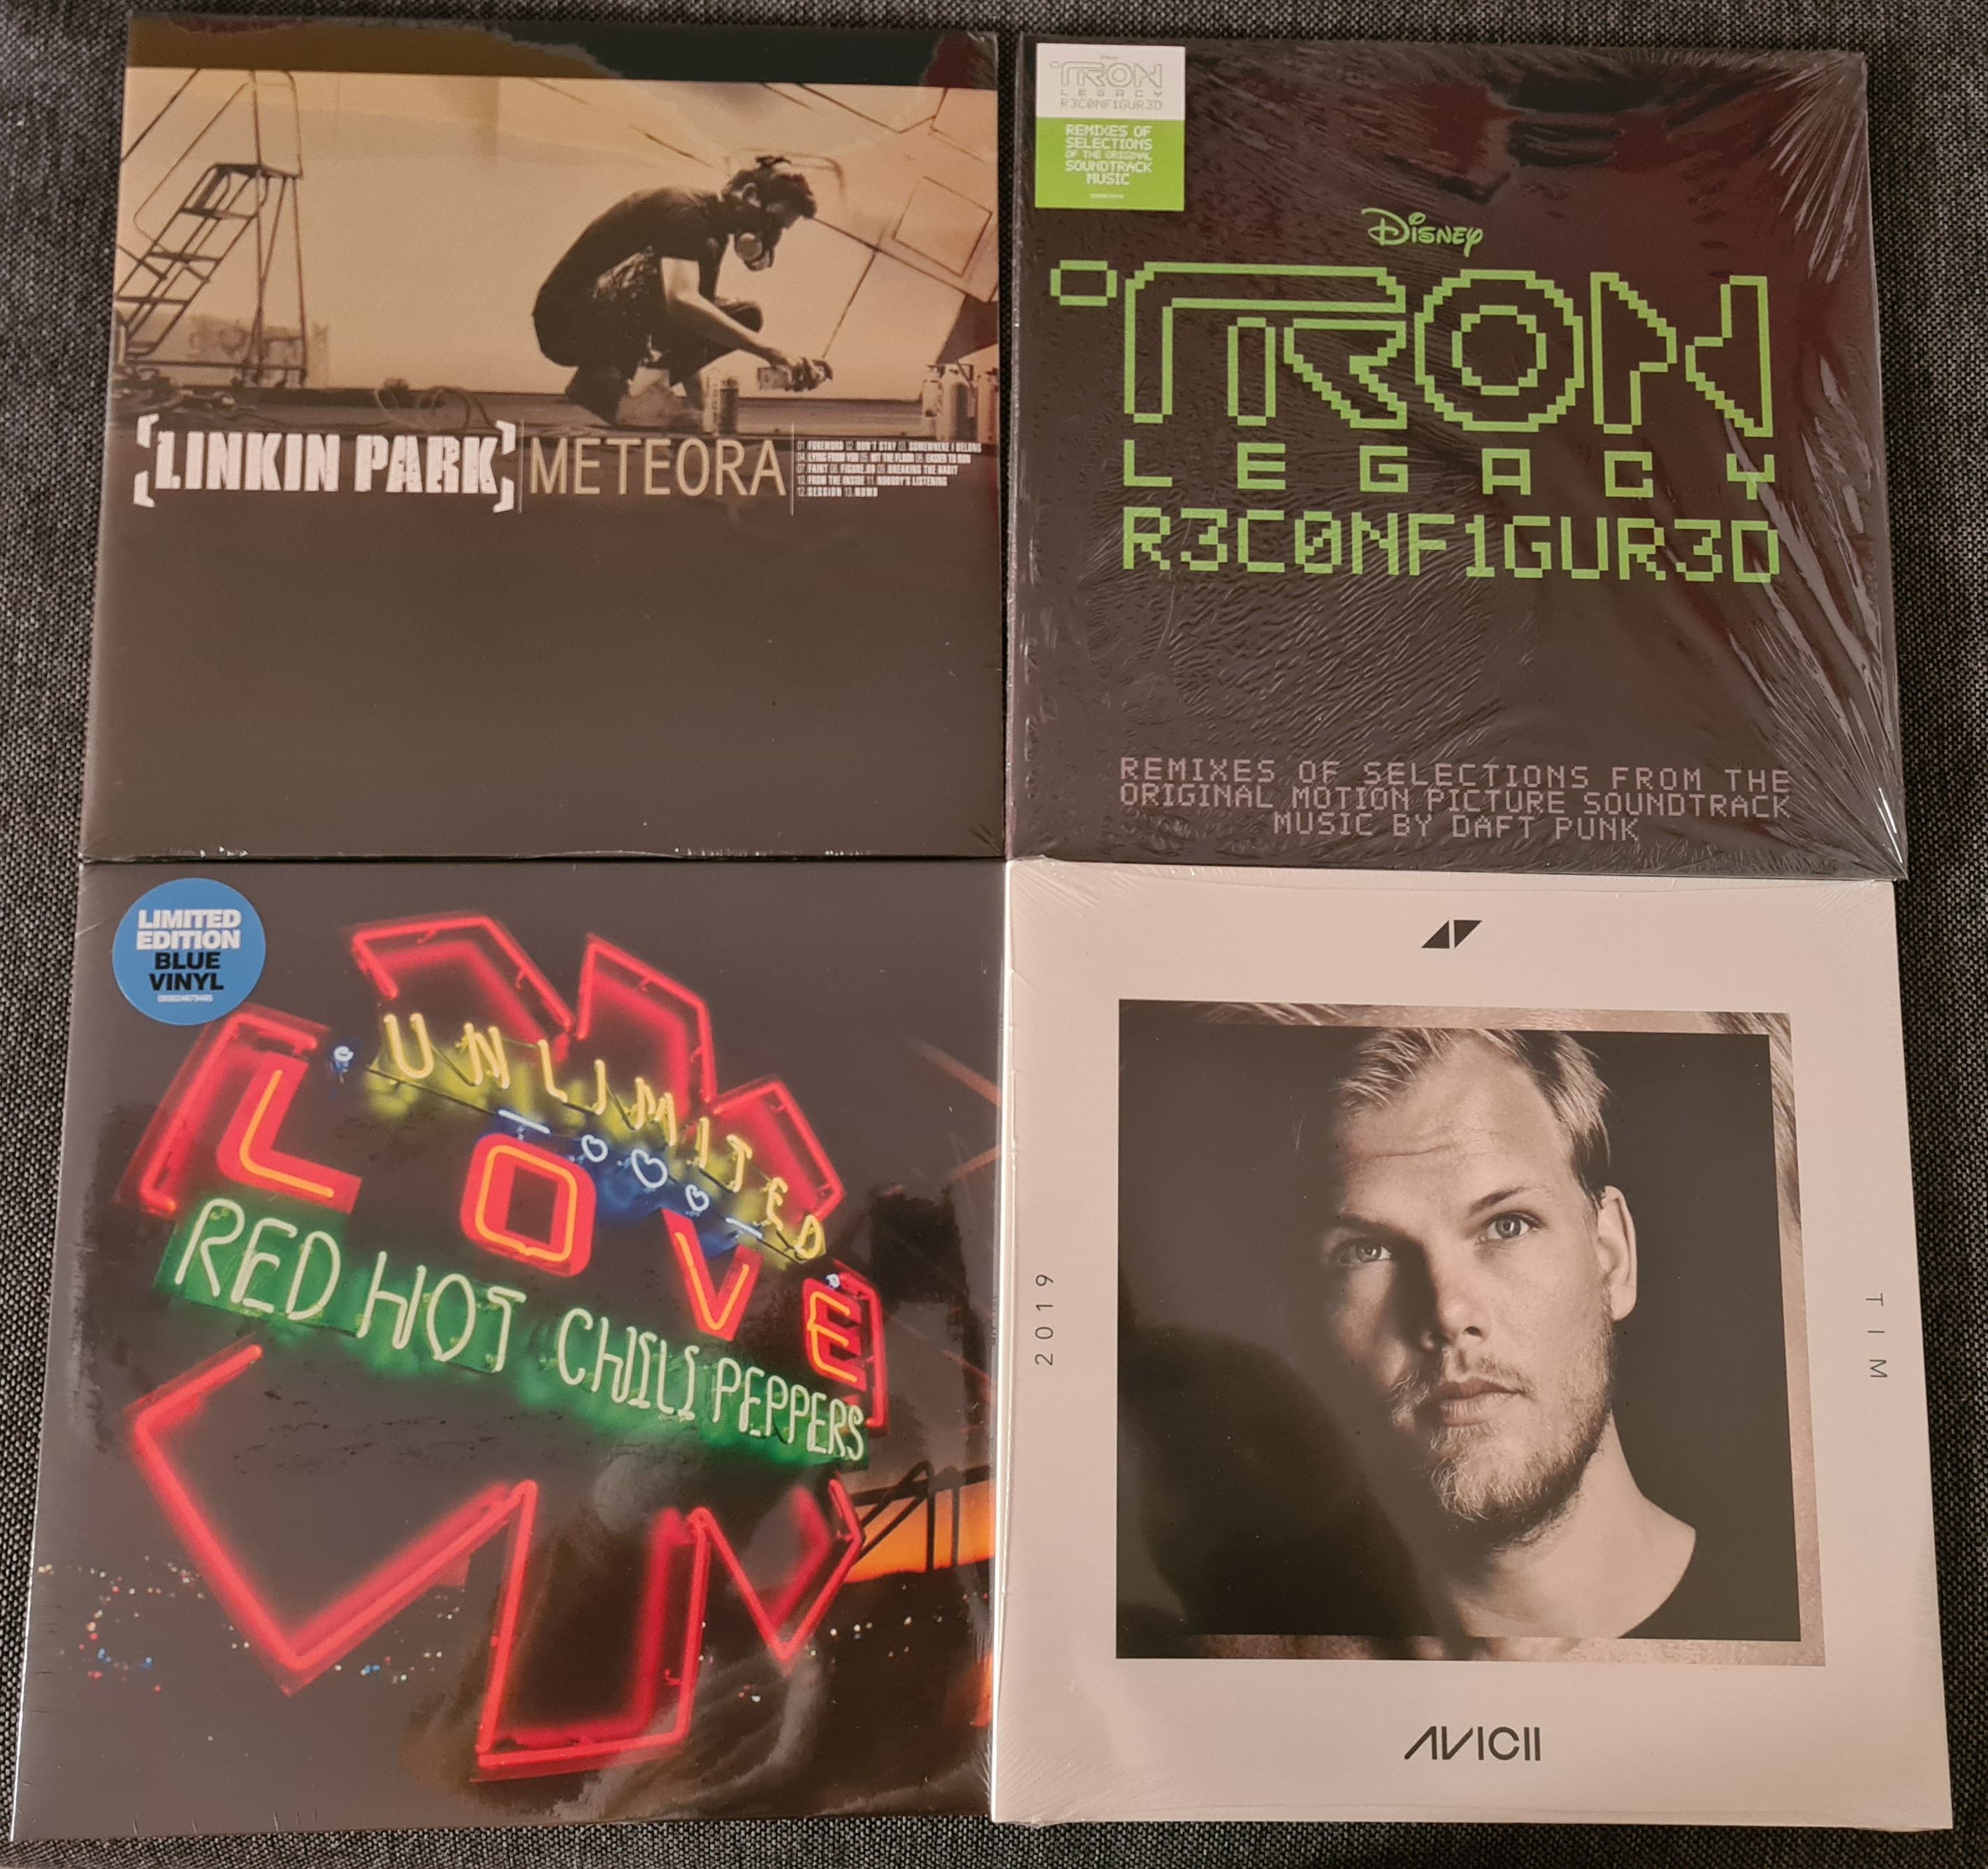 [LINKIN PARK]
METEORA
01. FOREWORD 02. DON'T STAY 03. SOMEWHERE I BELONG
04. LYING FROM YOU 05. HIT THE FLOOR 06. EASIER TO RUN
07. FAINT 08. FIGURE.09 09. BREAKING THE HABIT
10. FROM THE INSIDE 11. NOBODY'S LISTENING
12. SESSION 13. NUMB
Disney
TRON
LEGACY
R3C0NF1GUR3D
REMIXES OF
SELECTIONS
OF THE ORIGINAL
SOUNDTRACK
MUSIC
Disney
TRON
LEGACY
R3C0NF1GUR3D
REMIXES OF SELECTIONS FROM THE
ORIGINAL MOTION PICTURE SOUNDTRACK
MUSIC BY DAFT PUNK
LIMITED
EDITION
BLUE
VINYL
UNLIMITED
LOVE
RED HOT CHILI PEPPERS
2019
TIM
AVICII